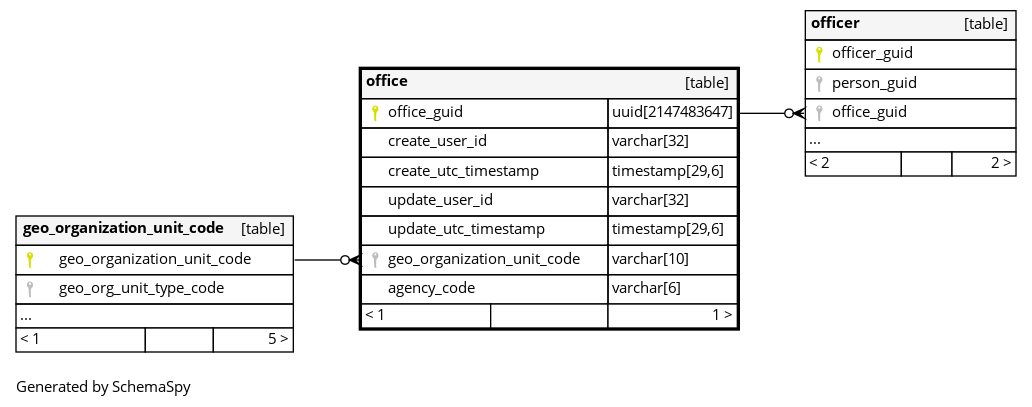 officer [table]
officer_guid
person_guid
office_guid
...
< 2 2 >
office [table]
office_guid uuid[2147483647]
create_user_id varchar[32]
create_utc_timestamp timestamp[29,6]
update_user_id varchar[32]
update_utc_timestamp timestamp[29,6]
geo_organization_unit_code varchar[10]
agency_code varchar[6]
< 1 1 >
geo_organization_unit_code [table]
geo_organization_unit_code
geo_org_unit_type_code
...
< 1 5 >
Generated by SchemaSpy